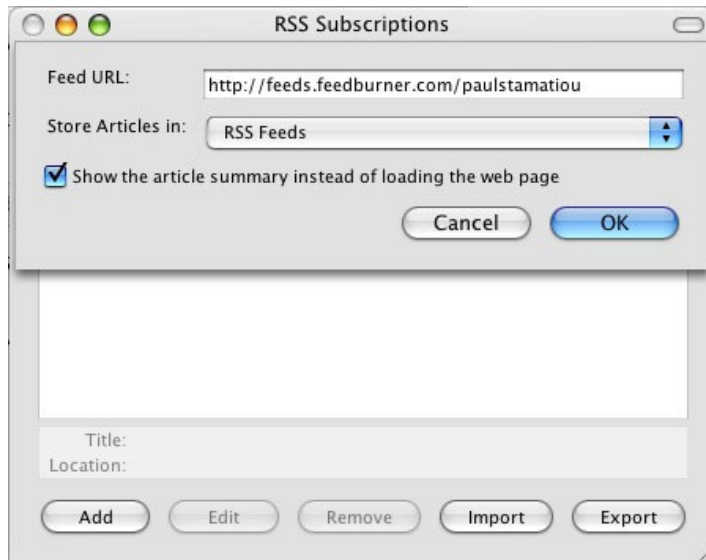 RSS Subscriptions
Feed URL: http://feeds.feedburner.com/paulstamatiou
Store Articles in: RSS Feeds
Show the article summary instead of loading the web page
Cancel OK
Title:
Location:
Add Edit Remove Import Export